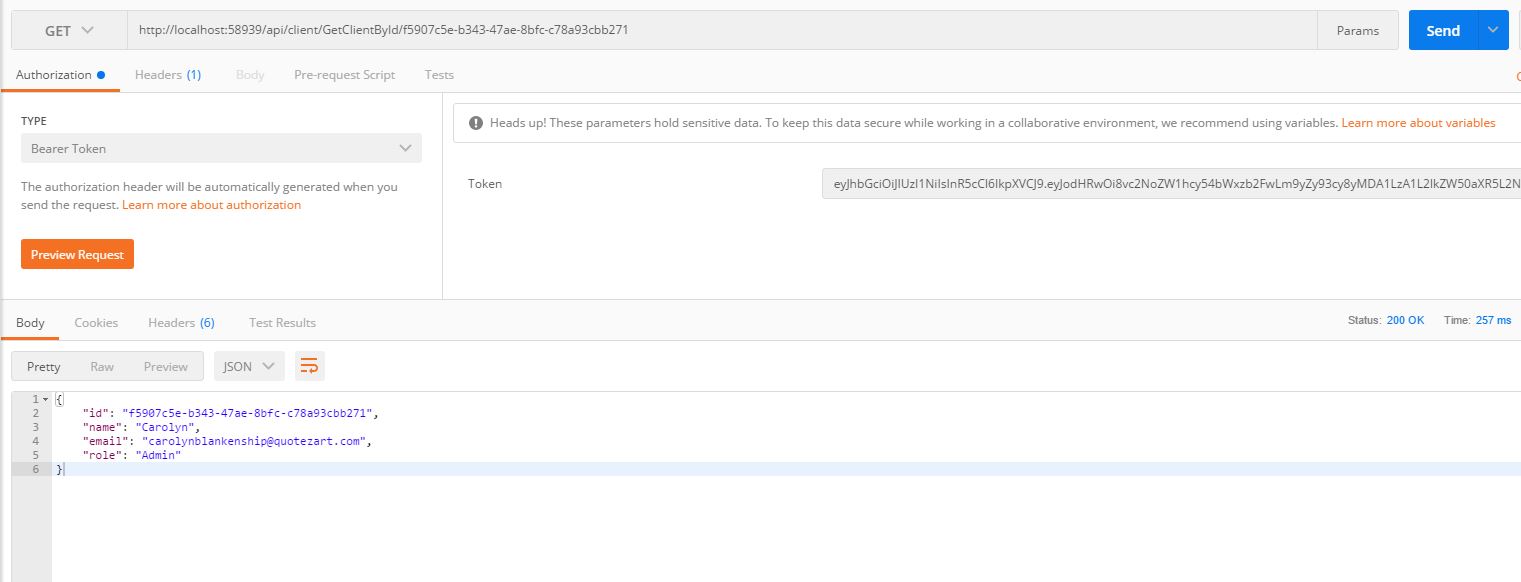 GET
http://localhost:58939/api/client/GetClientById/f5907c5e-b343-47ae-8bfc-c78a93cbb271
Params
Send
Authorization
Headers (1)
Body
Pre-request Script
Tests
TYPE
Bearer Token
The authorization header will be automatically generated when you
send the request. Learn more about authorization
Preview Request
Heads up! These parameters hold sensitive data. To keep this data secure while working in a collaborative environment, we recommend using variables. Learn more about variables
Token
eyJhbGciOiJIUzI1NiIsInR5cCI6IkpXVCJ9.eyJodHRwOi8vc2NoZW1hcy54bWxzb2FwLm9yZy93cy8yMDA1LzA1L2lkZW50aXR5L2N
Body
Cookies
Headers (6)
Test Results
Status: 200 OK
Time: 257 ms
Pretty
Raw
Preview
JSON
1 {
2 "id": "f5907c5e-b343-47ae-8bfc-c78a93cbb271",
3 "name": "Carolyn",
4 "email": "carolynblankenship@quotezart.com",
5 "role": "Admin"
6 }